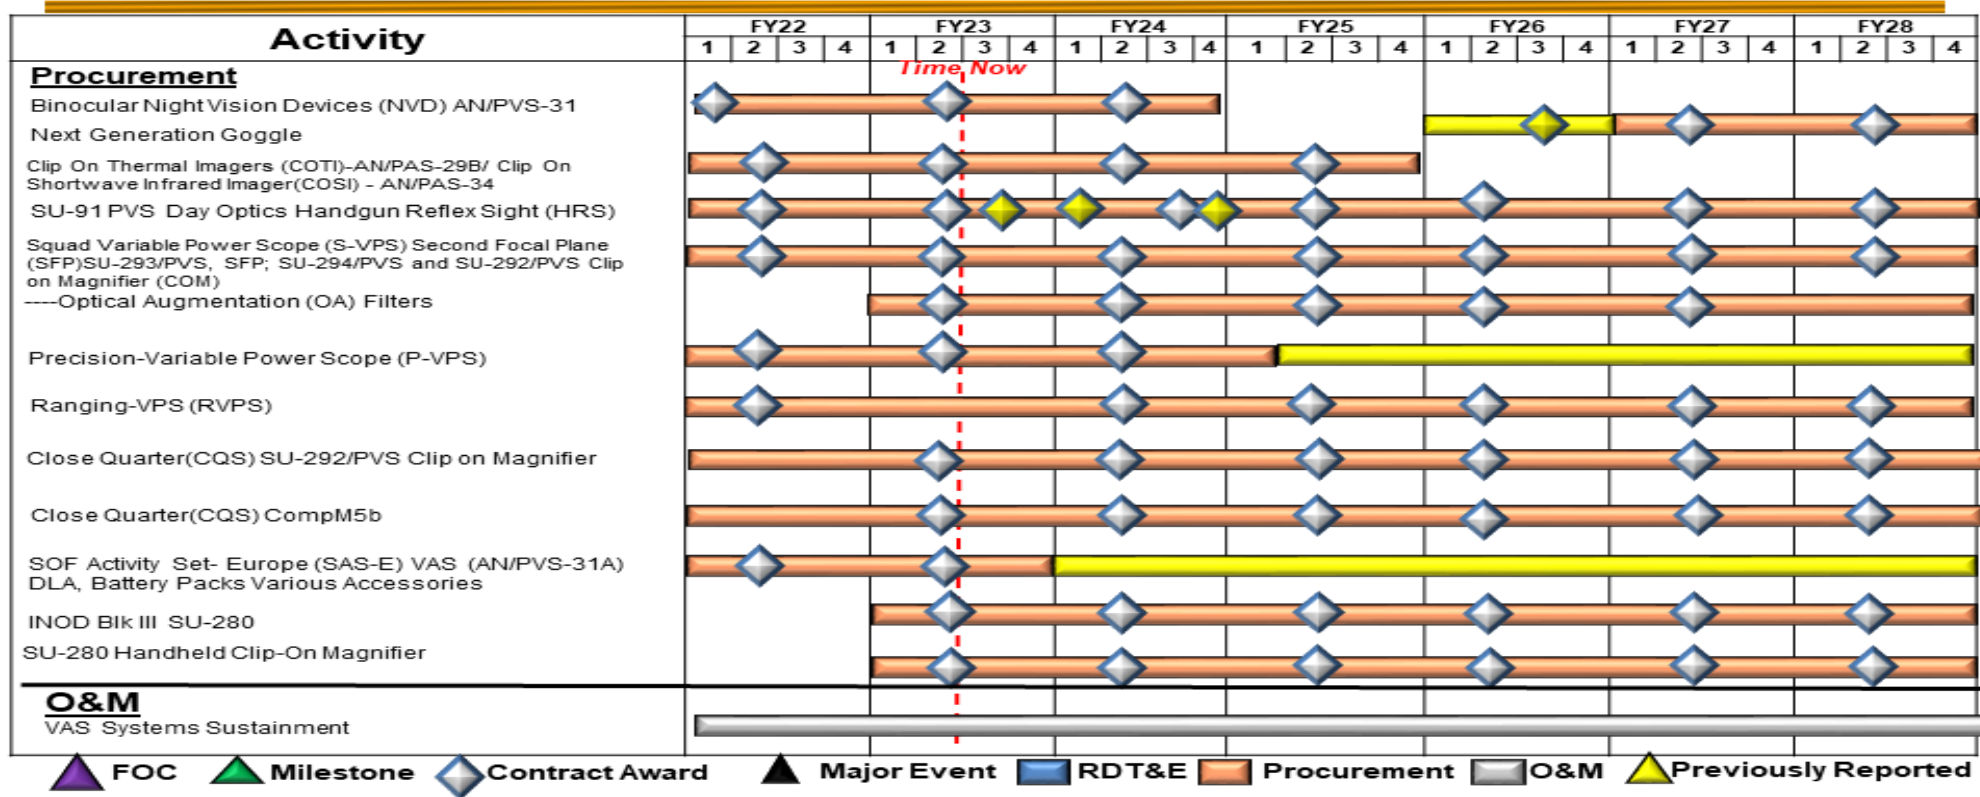 Activity
FY22 FY23 FY24 FY25 FY26 FY27 FY28
1 2 3 4 1 2 3 4 1 2 3 4 1 2 3 4 1 2 3 4 1 2 3 4 1 2 3 4
Time Now
Procurement
Binocular Night Vision Devices (NVD) AN/PVS-31
Next Generation Goggle
Clip On Thermal Imagers (COTI)-AN/PAS-29B/ Clip On
Shortwave Infrared Imager(COSI) - AN/PAS-34
SU-91 PVS Day Optics Handgun Reflex Sight (HRS)
Squad Variable Power Scope (S-VPS) Second Focal Plane
(SFP)SU-293/PVS, SFP; SU-294/PVS and SU-292/PVS Clip
on Magnifier (COM)
----Optical Augmentation (OA) Filters
Precision-Variable Power Scope (P-VPS)
Ranging-VPS (RVPS)
Close Quarter(CQS) SU-292/PVS Clip on Magnifier
Close Quarter(CQS) CompM5b
SOF Activity Set- Europe (SAS-E) VAS (AN/PVS-31A)
DLA, Battery Packs Various Accessories
INOD Blk III SU-280
SU-280 Handheld Clip-On Magnifier
O&M
VAS Systems Sustainment
FOC Milestone Contract Award Major Event RDT&E Procurement O&M Previously Reported